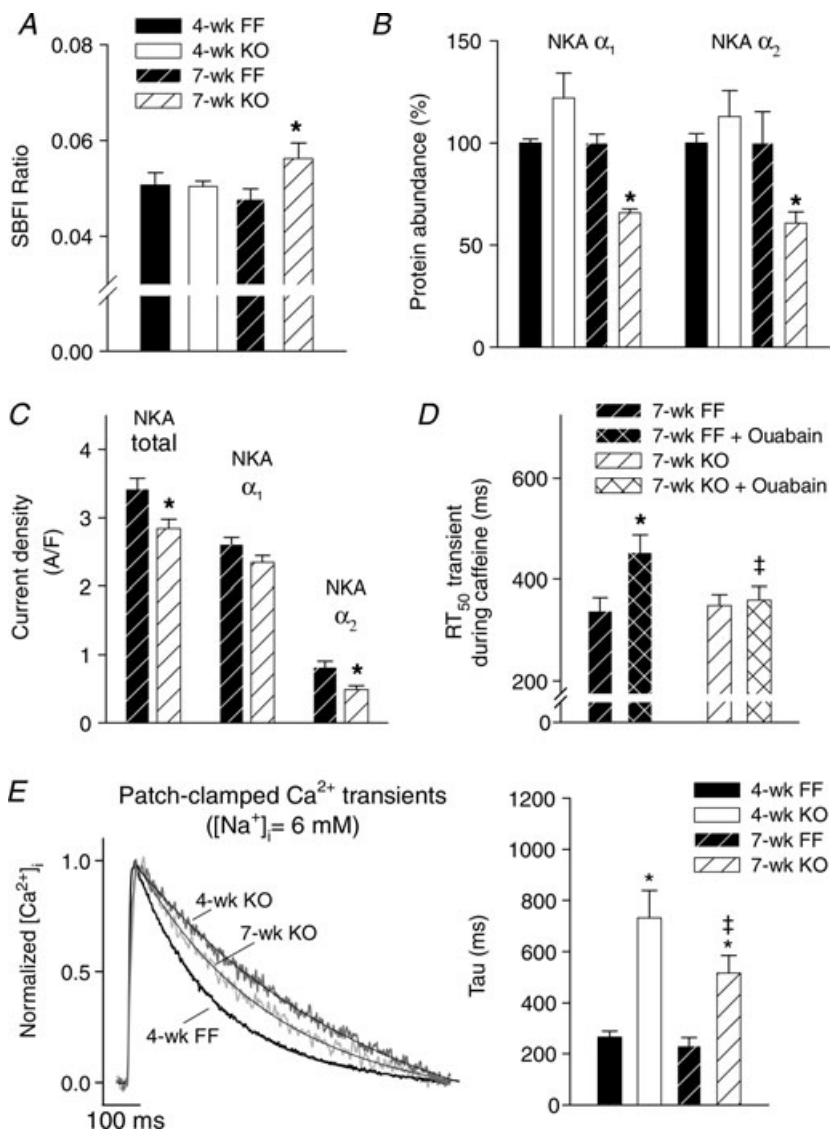 A
0.08
0.06
0.04
0.00
SBFI Ratio
4-wk FF
4-wk KO
7-wk FF
7-wk KO
*
B
150
100
50
0
Protein abundance (%)
NKA α1
NKA α2
*
*
C
4
3
2
1
0
Current density
(A/F)
NKA
total
*
NKA
α1
NKA
α2
*
D
7-wk FF
7-wk FF + Ouabain
7-wk KO
7-wk KO + Ouabain
600
400
200
0
RT50 transient
during caffeine (ms)
*
‡
E
Patch-clamped Ca2+ transients
([Na+]i= 6 mM)
1.0
0.5
0.0
Normalized [Ca2+]i
4-wk KO
7-wk KO
4-wk FF
100 ms
4-wk FF
4-wk KO
7-wk FF
7-wk KO
1200
1000
800
600
400
200
0
Tau
(ms)
*
‡
*